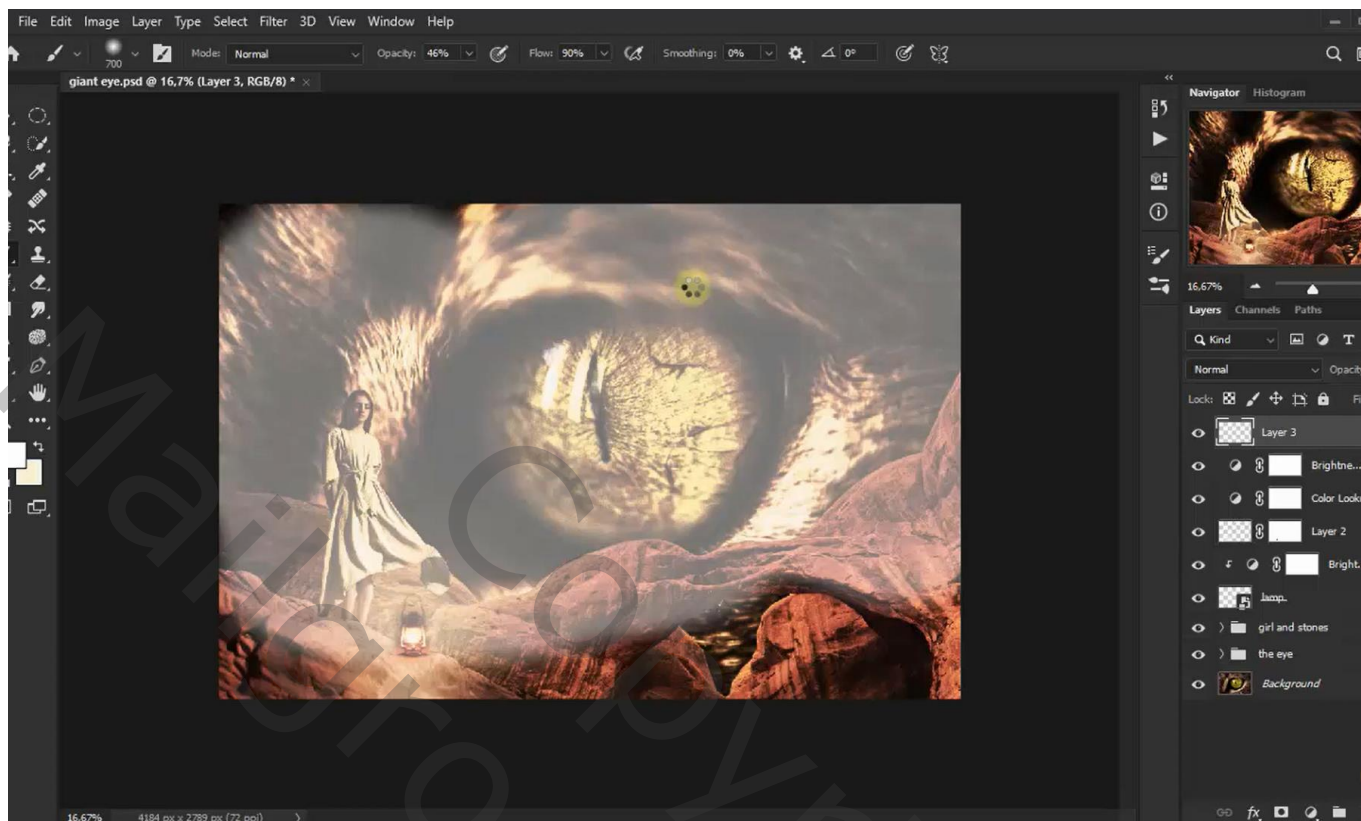 File Edit Image Layer Type Select Filter 3D View Window Help
700 Mode: Normal Opacity: 46% Flow: 90% Smoothing: 0% 0°
giant eye.psd @ 16,7% (Layer 3, RGB/8) * ×
Navigator Histogram
16,67%
Layers Channels Paths
Kind T
Normal Opacity
Lock: Fi
Layer 3
Brightne...
Color Look
Layer 2
Bright.
lamp
girl and stones
the eye
Background
fx
16,67% 4184 px x 2789 px (72 ppi)